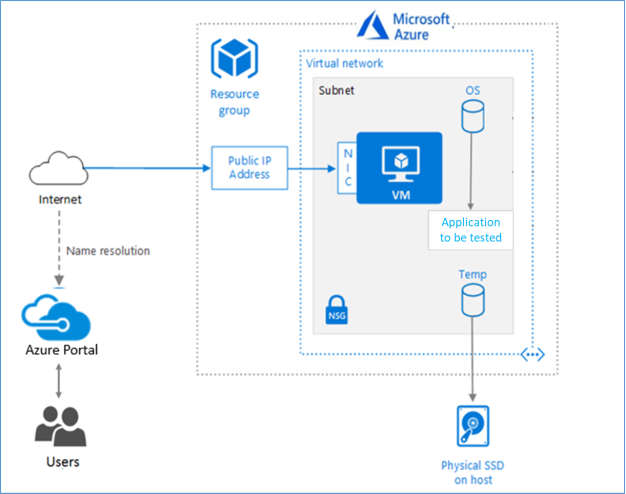 Microsoft
Azure
Resource
group
Virtual network
Subnet
OS
Public IP
Address
N
I
C
VM
Internet
Application
to be tested
Name resolution
Temp
NSG
Azure Portal
Users
Physical SSD
on host